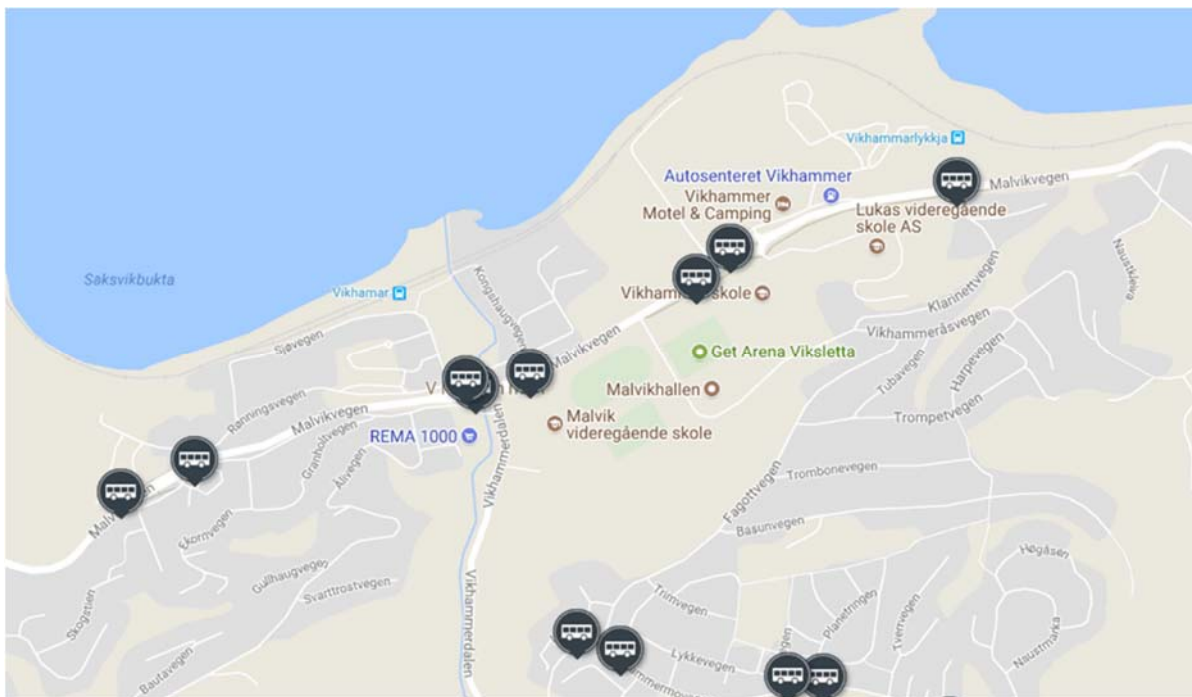 Vikhammarlykkja
Autosenteret Vikhammer
Malvikvegen
Vikhammer
Motel & Camping
Lukas videregående
skole AS
Naustkleiva
Saksvikbukta
Vikhamar
Kongshaugvegen
skole
Klarinettvegen
Vikhammeråsvegen
Sjøvegen
Malvikvegen
Get Arena Viksletta
Harpevegen
Tubavegen
Rønningsvegen
Malvikvegen
Malvikhallen
Trompetvegen
Granholtvegen
REMA 1000
Malvik
videregående skole
Vikhammerdalen
Trombonevegen
Fagottvegen
Basunvegen
Ekornvegen
Høgåsen
Gullhaugvegen
Svarttrostvegen
Trimvegen
Planetringen
Skogstien
Vikhammerdalen
Lykkevegen
Tverrvegen
Naustmarka
Bautavegen